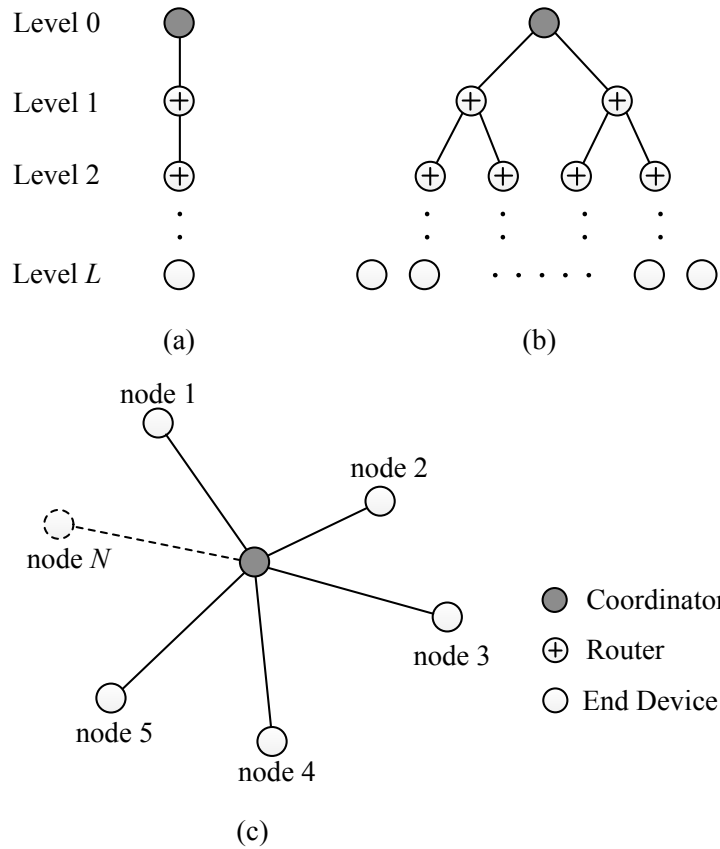 Level 0
Level 1
Level 2
Level L
(a)
(b)
node 1
node 2
node N
node 3
node 5
node 4
Coordinator
Router
End Device
(c)